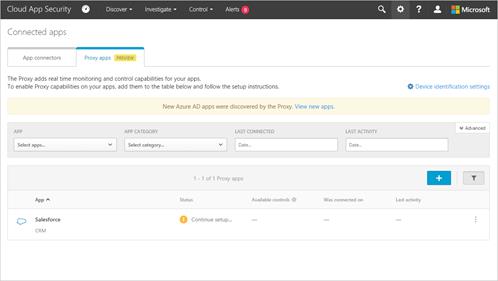 Cloud App Security Discover Investigate Control Alerts 8 ? Microsoft
Connected apps
App connectors Proxy apps PREVIEW
The Proxy adds real time monitoring and control capabilities for your apps.
To enable Proxy capabilities on your apps, add them to the table below and follow the setup instructions. Device identification settings
New Azure AD apps were discovered by the Proxy. View new apps.
Advanced
APP APP CATEGORY LAST CONNECTED LAST ACTIVITY
Select apps... Select category... Date... Date...
1 - 1 of 1 Proxy apps +
App Status Available controls Was connected on Last activity
Salesforce ! Continue setup... — — —
CRM